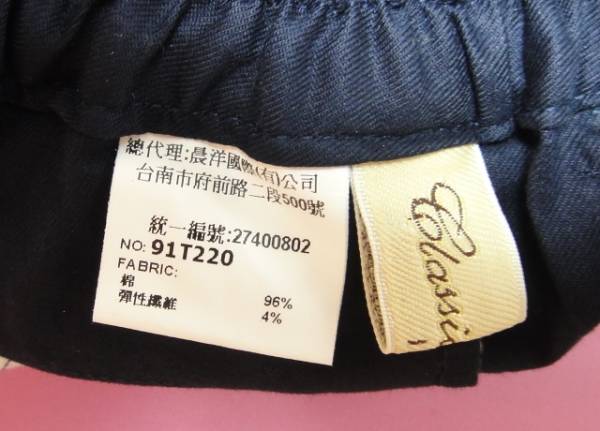 總代理:晨洋國際(有)公司
台南市府前路二段500號
統一編號:27400802
NO: 91T220
FABRIC:
棉 96%
彈性纖維 4%
Classi